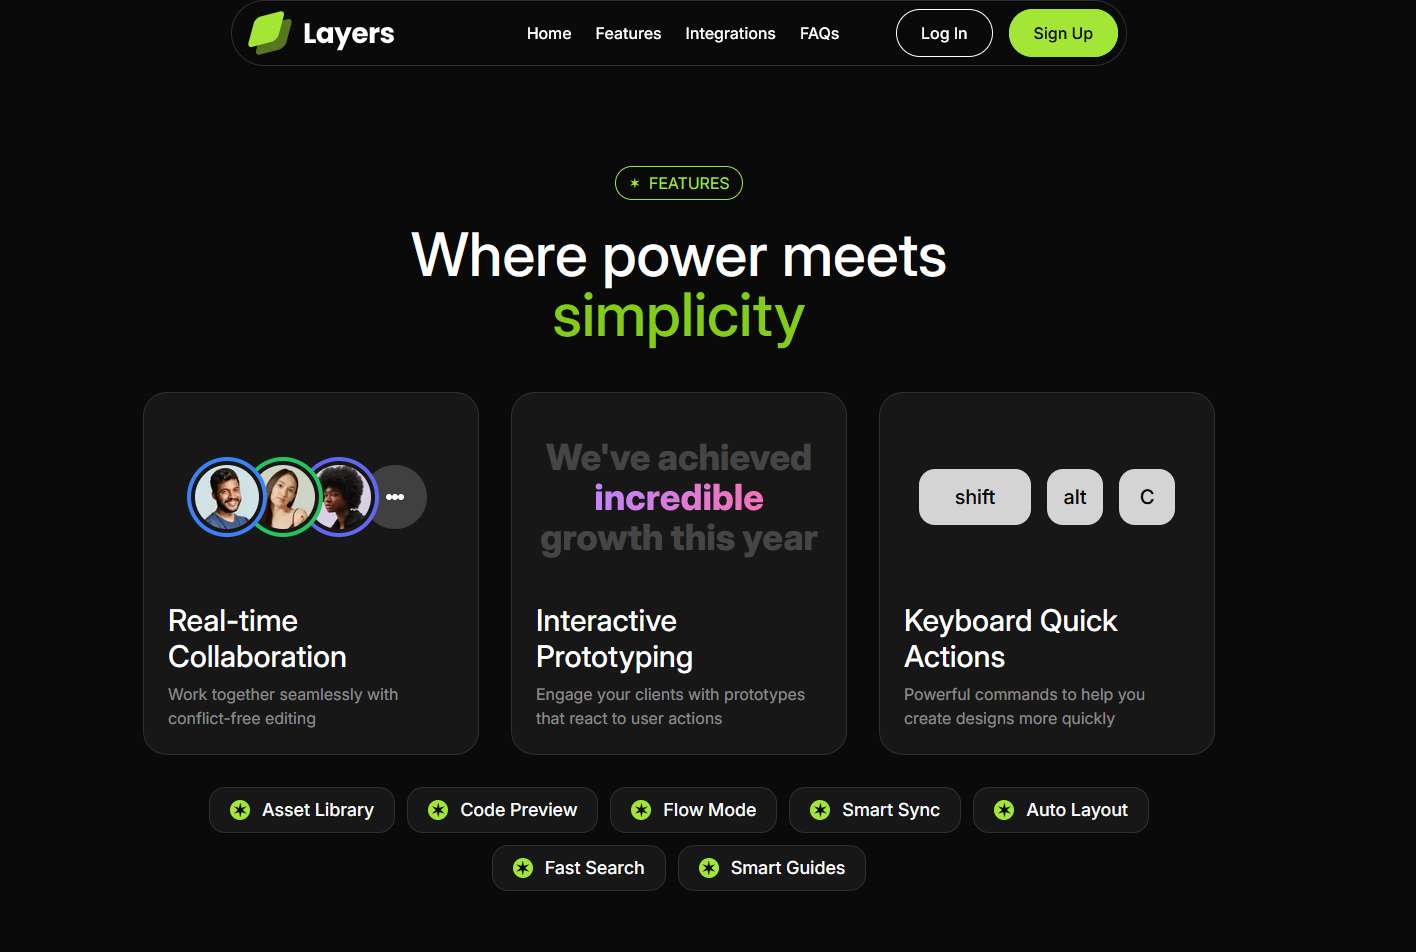 Layers
Home Features Integrations FAQs Log In Sign Up
FEATURES
Where power meets
simplicity
We've achieved
incredible
growth this year
shift alt C
Real-time
Collaboration
Work together seamlessly with
conflict-free editing
Interactive
Prototyping
Engage your clients with prototypes
that react to user actions
Keyboard Quick
Actions
Powerful commands to help you
create designs more quickly
Asset Library Code Preview Flow Mode Smart Sync Auto Layout
Fast Search Smart Guides